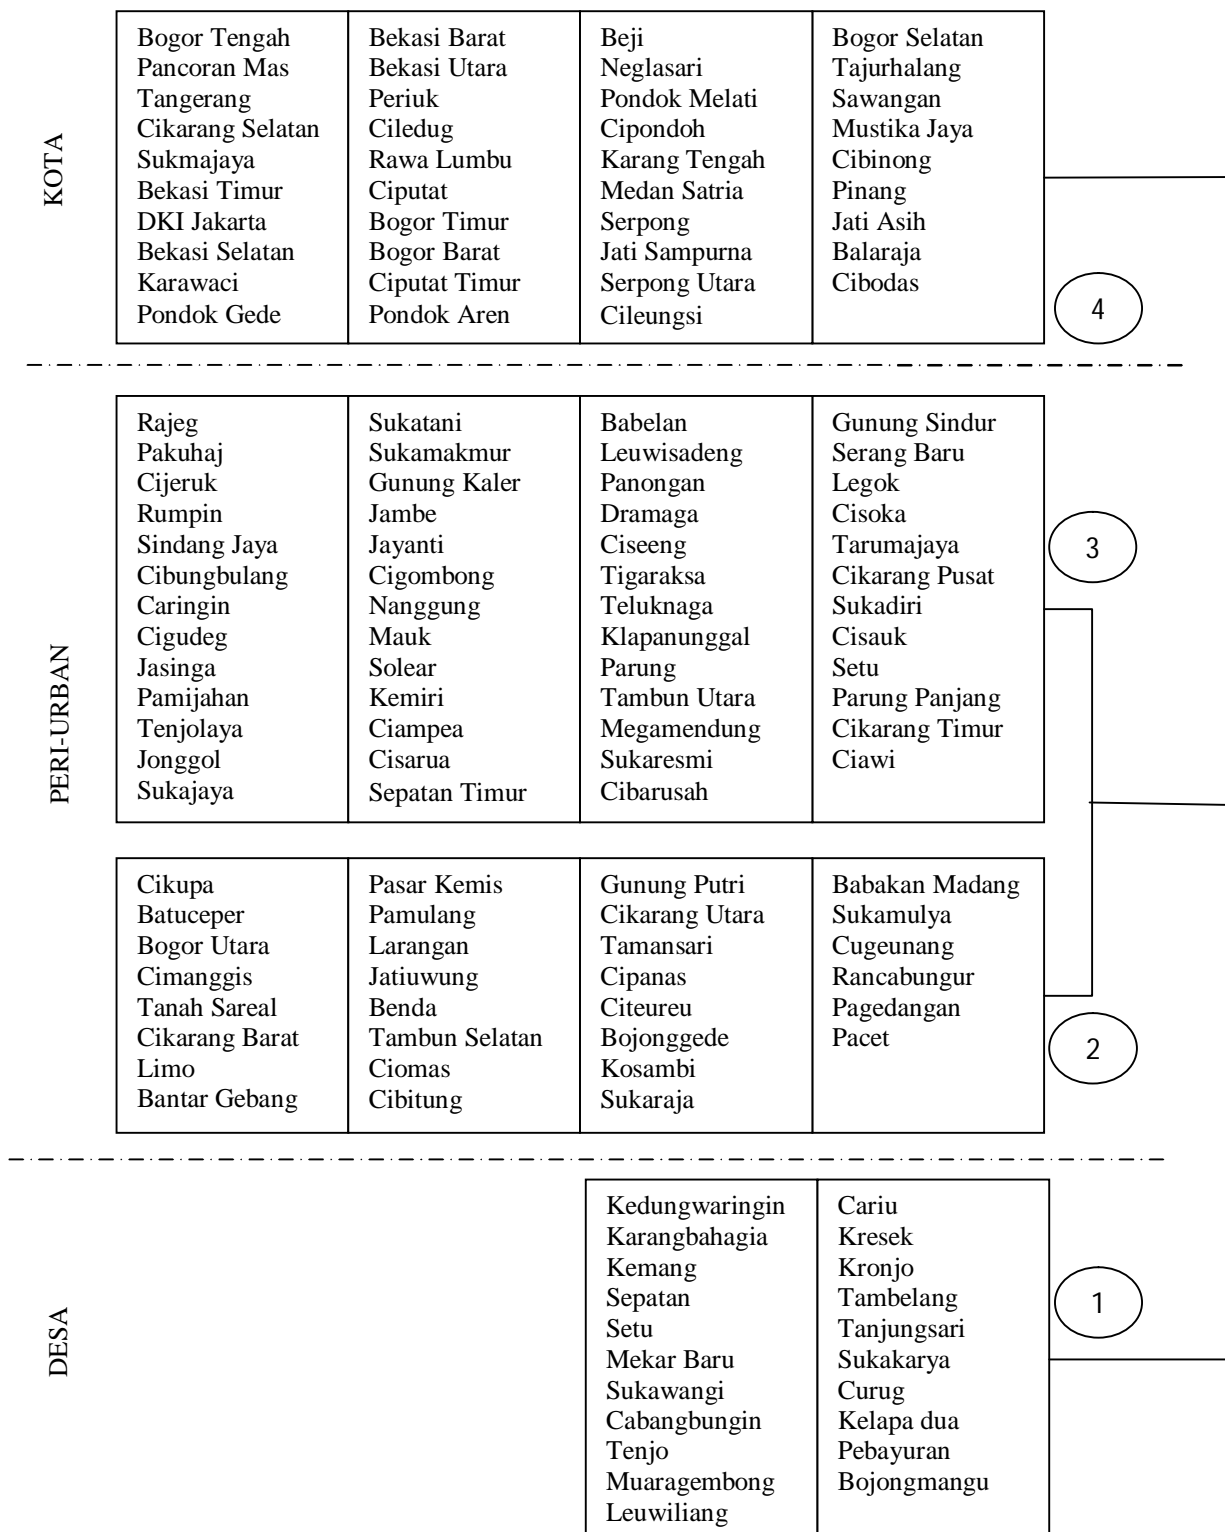 KOTA
Bogor Tengah
Pancoran Mas
Tangerang
Cikarang Selatan
Sukmajaya
Bekasi Timur
DKI Jakarta
Bekasi Selatan
Karawaci
Pondok Gede
Bekasi Barat
Bekasi Utara
Periuk
Ciledug
Rawa Lumbu
Ciputat
Bogor Timur
Bogor Barat
Ciputat Timur
Pondok Aren
Beji
Neglasari
Pondok Melati
Cipondoh
Karang Tengah
Medan Satria
Serpong
Jati Sampurna
Serpong Utara
Cileungsi
Bogor Selatan
Tajurhalang
Sawangan
Mustika Jaya
Cibinong
Pinang
Jati Asih
Balaraja
Cibodas
4
PERI-URBAN
Rajeg
Pakuhaj
Cijeruk
Rumpin
Sindang Jaya
Cibungbulang
Caringin
Cigudeg
Jasinga
Pamijahan
Tenjolaya
Jonggol
Sukajaya
Sukatani
Sukamakmur
Gunung Kaler
Jambe
Jayanti
Cigombong
Nanggung
Mauk
Solear
Kemiri
Ciampea
Cisarua
Sepatan Timur
Babelan
Leuwisadeng
Panongan
Dramaga
Ciseeng
Tigaraksa
Teluknaga
Klapanunggal
Parung
Tambun Utara
Megamendung
Sukaresmi
Cibarusah
Gunung Sindur
Serang Baru
Legok
Cisoka
Tarumajaya
Cikarang Pusat
Sukadiri
Cisauk
Setu
Parung Panjang
Cikarang Timur
Ciawi
3
Cikupa
Batuceper
Bogor Utara
Cimanggis
Tanah Sareal
Cikarang Barat
Limo
Bantar Gebang
Pasar Kemis
Pamulang
Larangan
Jatiuwung
Benda
Tambun Selatan
Ciomas
Cibitung
Gunung Putri
Cikarang Utara
Tamansari
Cipanas
Citeureu
Bojonggede
Kosambi
Sukaraja
Babakan Madang
Sukamulya
Cugeunang
Rancabungur
Pagedangan
Pacet
2
DESA
Kedungwaringin
Karangbahagia
Kemang
Sepatan
Setu
Mekar Baru
Sukawangi
Cabangbungin
Tenjo
Muaragembong
Leuwiliang
Cariu
Kresek
Kronjo
Tambelang
Tanjungsari
Sukakarya
Curug
Kelapa dua
Pebayuran
Bojongmangu
1